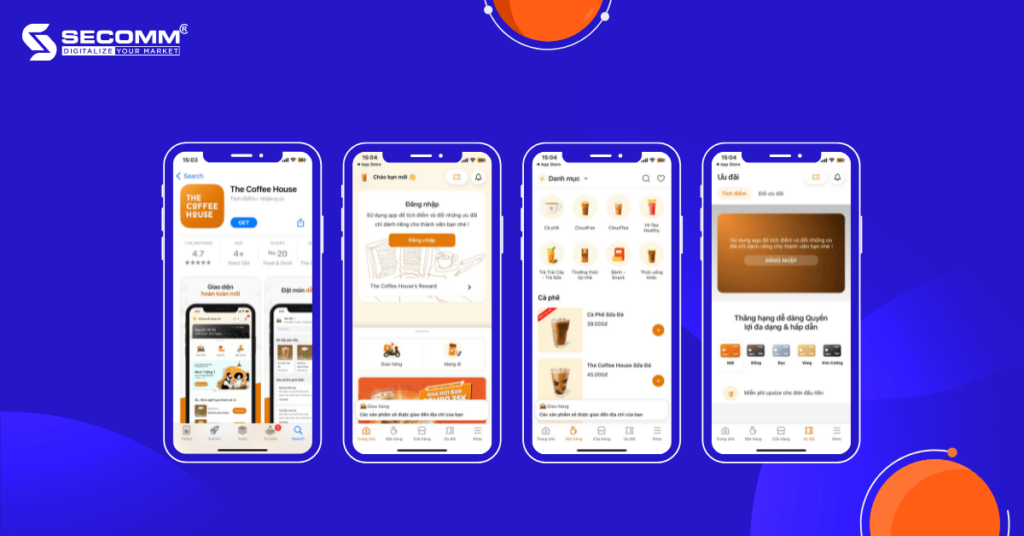 SECOMM®
DIGITALIZE YOUR MARKET
15:03
Search
THE COFFEE HOUSE
The Coffee House
Tích điểm - nhận quà
GET
4.7
AGE
4+
Years Old
CHART
No. 20
Food & Drink
Giao diện
hoàn toàn mới
Đặt món
Today
Games
Apps
Arcade
Search
15:04
App Store
Chào bạn mới
Đăng nhập
Sử dụng app để tích điểm và đổi những ưu đãi
chỉ dành riêng cho thành viên bạn nhé !
Đăng nhập
The Coffee House's Reward
Giao hàng
Mang đi
Giao hàng
Các sản phẩm sẽ được giao đến địa chỉ của bạn
Trang chủ
Đặt hàng
Cửa hàng
Ưu đãi
Khác
15:04
App Store
Danh mục
Cà phê
CloudFee
CloudTea
Hi-Tea Healthy
Trà Trái Cây - Trà Sữa
Thưởng thức tại nhà
Bánh - Snack
Thức uống khác
Cà phê
Cà Phê Sữa Đá
39.000đ
The Coffee House Sữa Đá
45.000đ
Giao hàng
Các sản phẩm sẽ được giao đến địa chỉ của bạn
Trang chủ
Đặt hàng
Cửa hàng
Ưu đãi
Khác
15:04
App Store
Ưu đãi
Tích điểm
Đổi ưu đãi
Sử dụng app để tích điểm và đổi những ưu
đãi chỉ dành riêng cho thành viên bạn nhé !
ĐĂNG NHẬP
Thăng hạng dễ dàng Quyền
lợi đa dạng & hấp dẫn
Mới
Đồng
Bạc
Vàng
Kim Cương
Miễn phí upsize cho đơn đầu tiên
Trang chủ
Đặt hàng
Cửa hàng
Ưu đãi
Khác